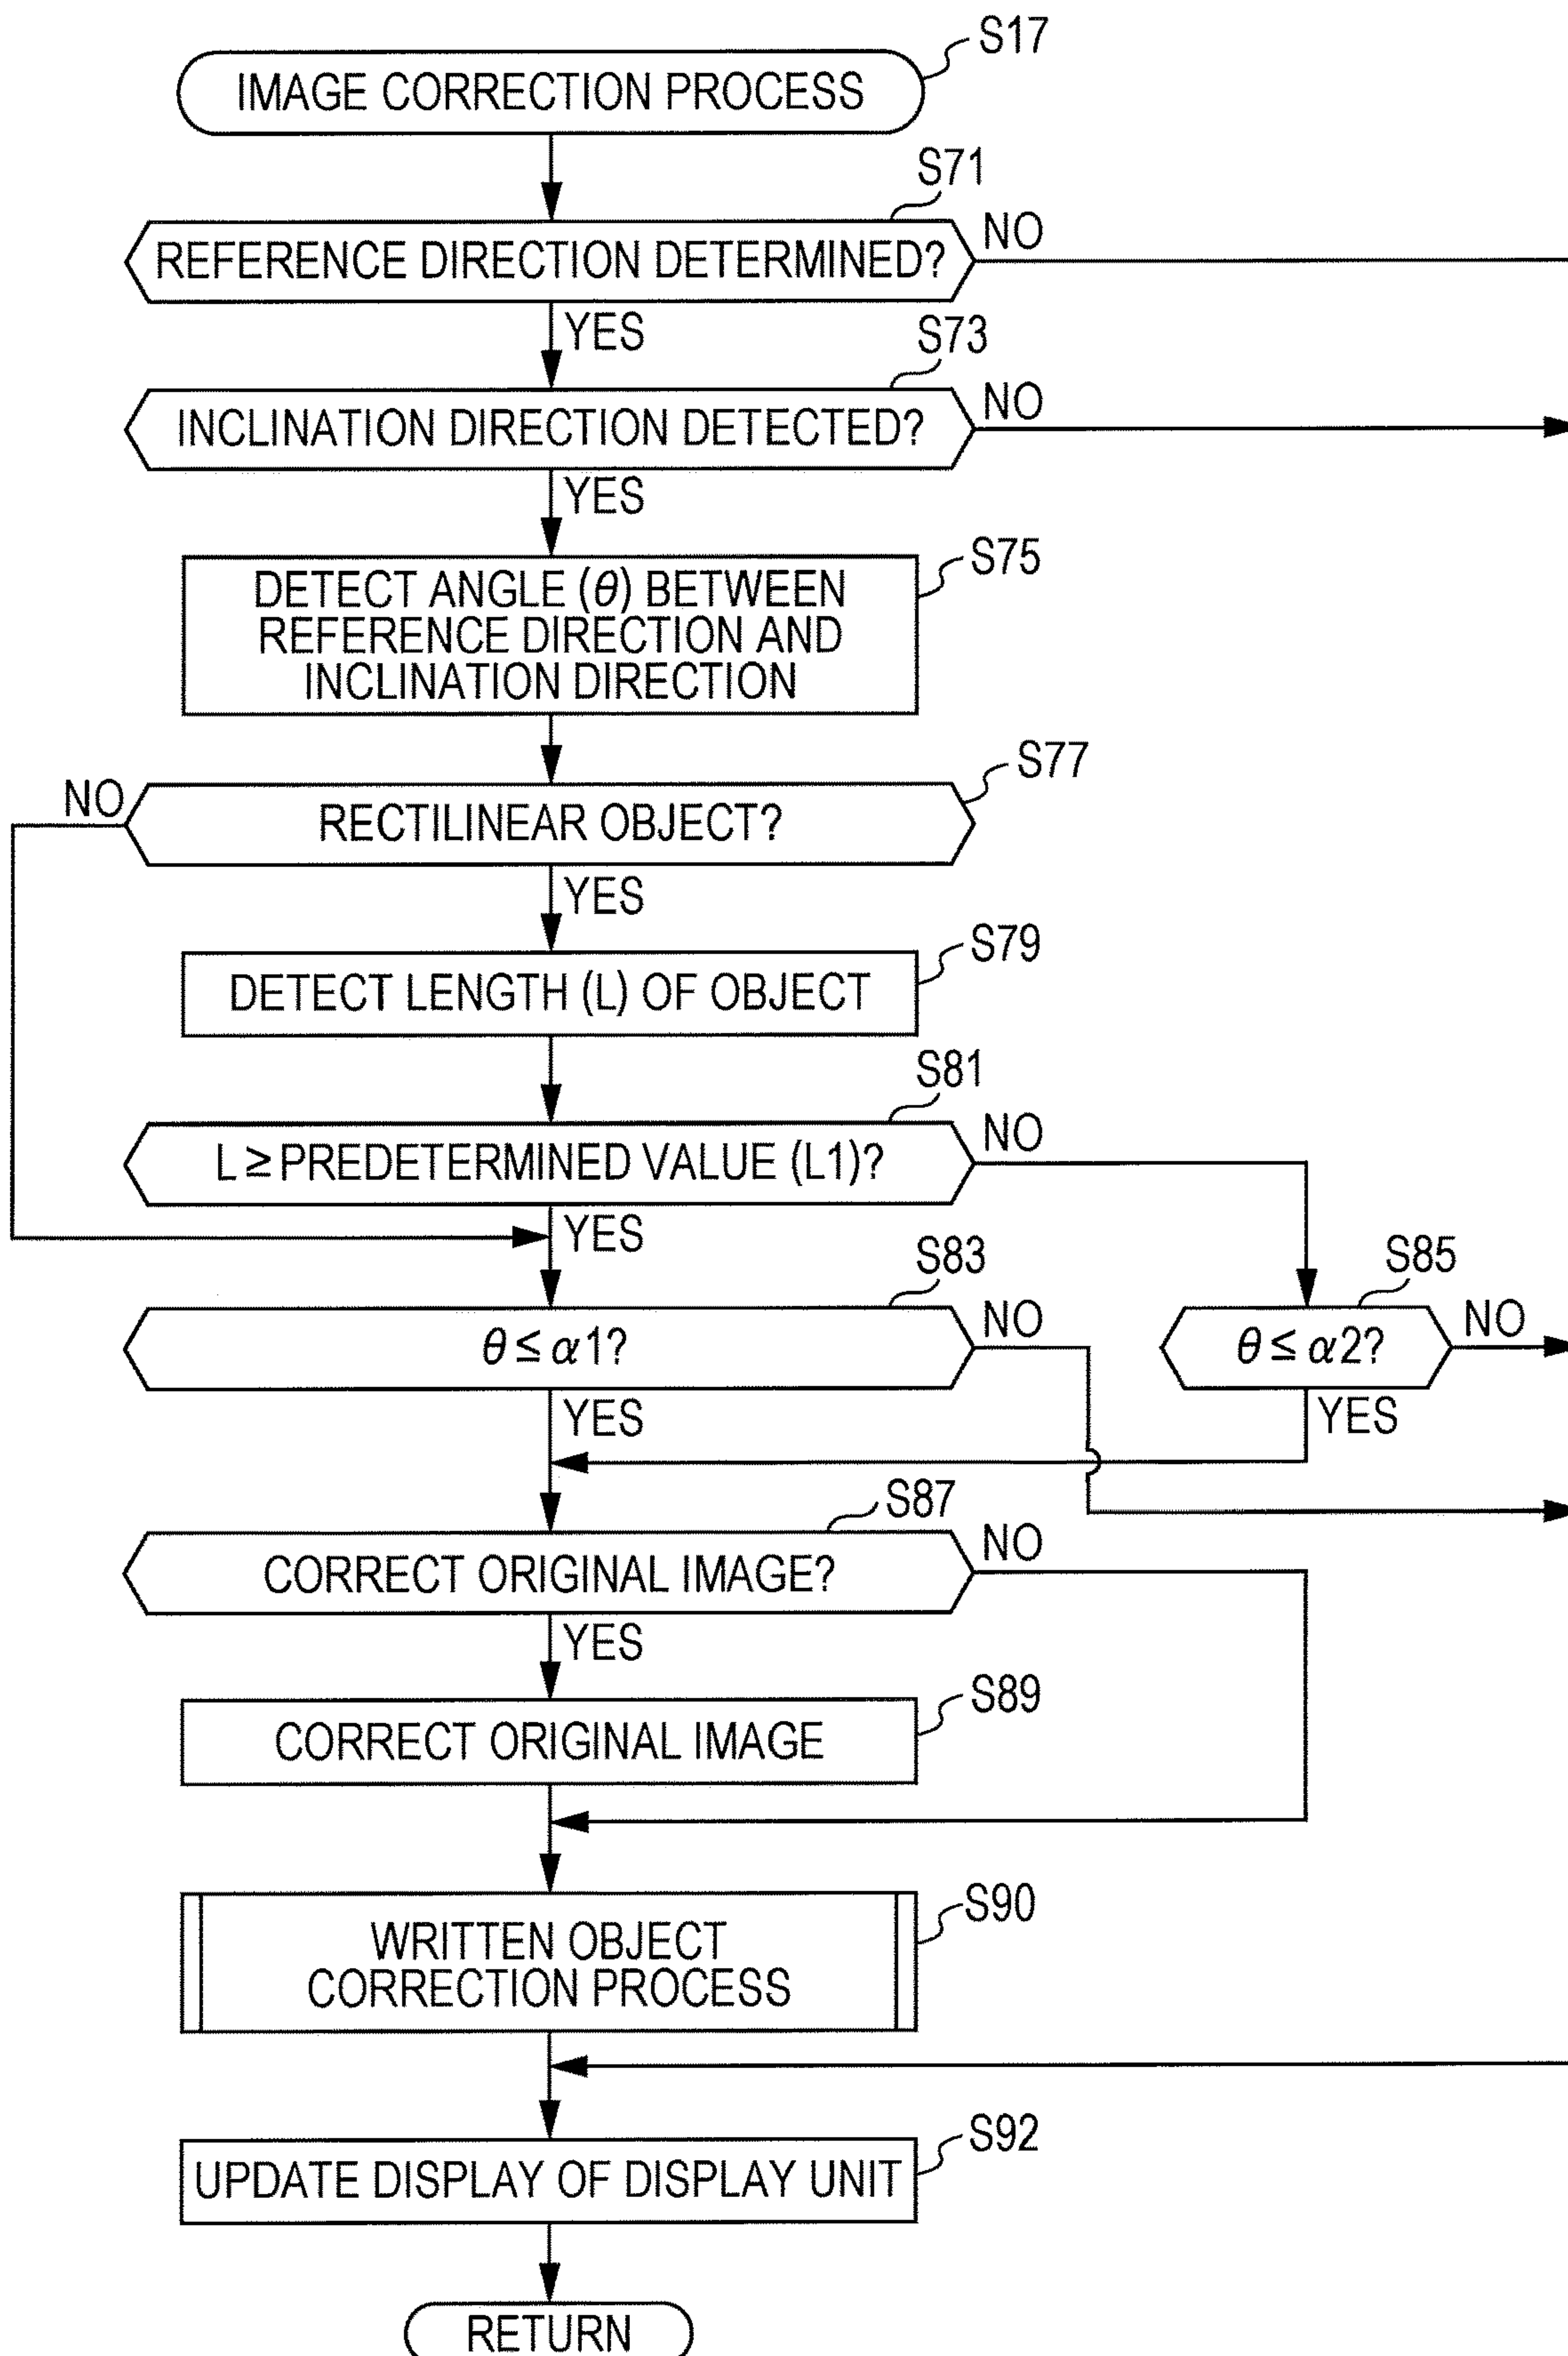 S17
IMAGE CORRECTION PROCESS
S71
REFERENCE DIRECTION DETERMINED?
NO
YES
S73
INCLINATION DIRECTION DETECTED?
NO
YES
S75
DETECT ANGLE (θ) BETWEEN
REFERENCE DIRECTION AND
INCLINATION DIRECTION
S77
NO
RECTILINEAR OBJECT?
YES
S79
DETECT LENGTH (L) OF OBJECT
S81
L ≥ PREDETERMINED VALUE (L1)?
NO
YES
S83
θ ≤ α1?
NO
YES
S85
θ ≤ α2?
NO
YES
S87
CORRECT ORIGINAL IMAGE?
NO
YES
S89
CORRECT ORIGINAL IMAGE
S90
WRITTEN OBJECT
CORRECTION PROCESS
S92
UPDATE DISPLAY OF DISPLAY UNIT
RETURN